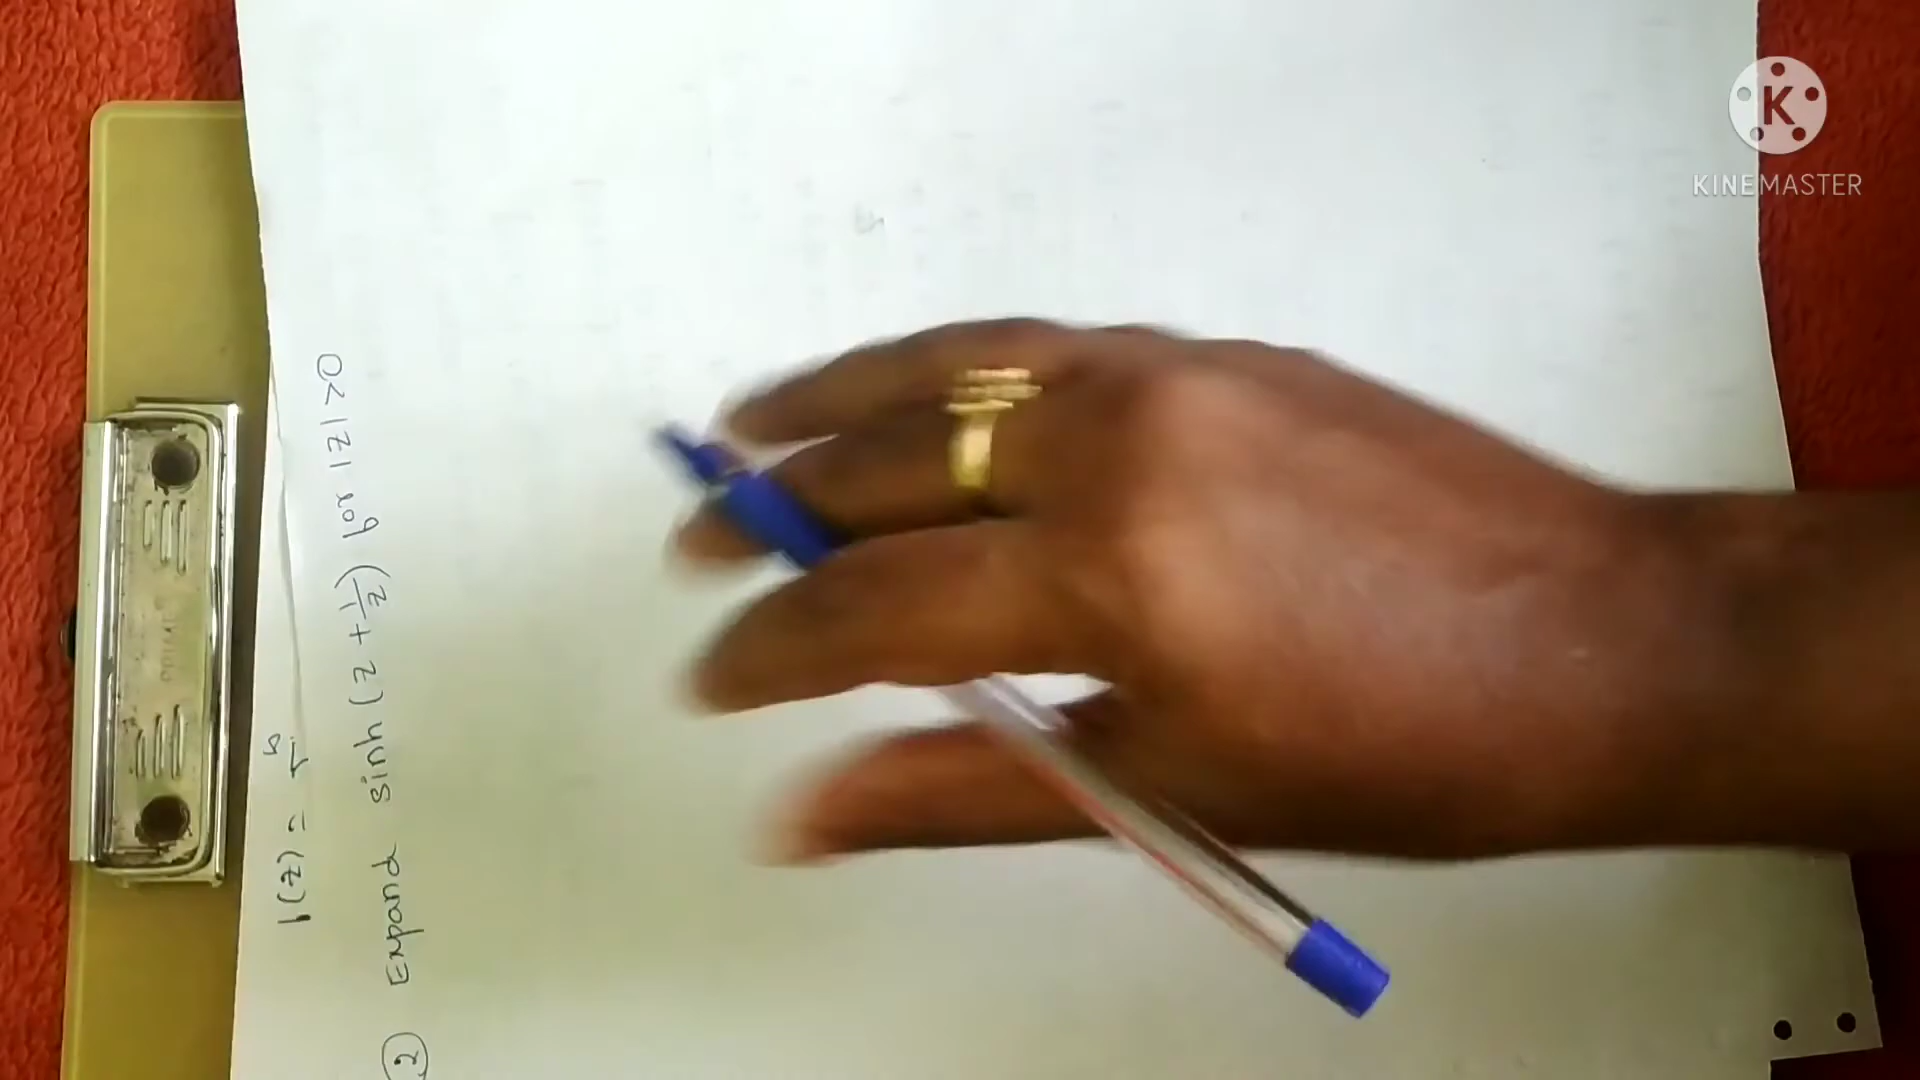 f(z) =
2 Expand sinh (z + 1/z) for |z| > 0
KINEMASTER